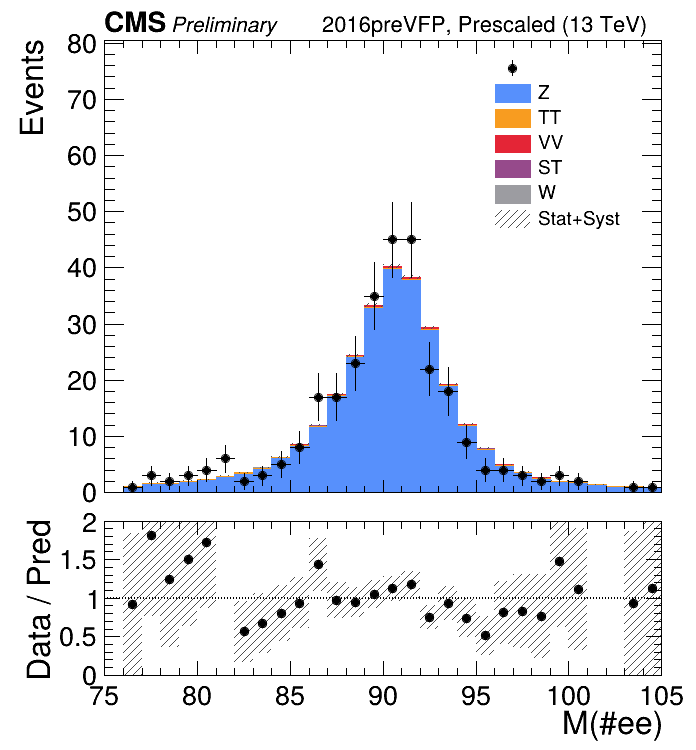 CMS Preliminary 2016preVFP, Prescaled (13 TeV)
Events
80
70
60
50
40
30
20
10
0
Z
TT
VV
ST
W
Stat+Syst
Data / Pred
2
1.5
1
0.5
0
75 80 85 90 95 100 105
M(#ee)